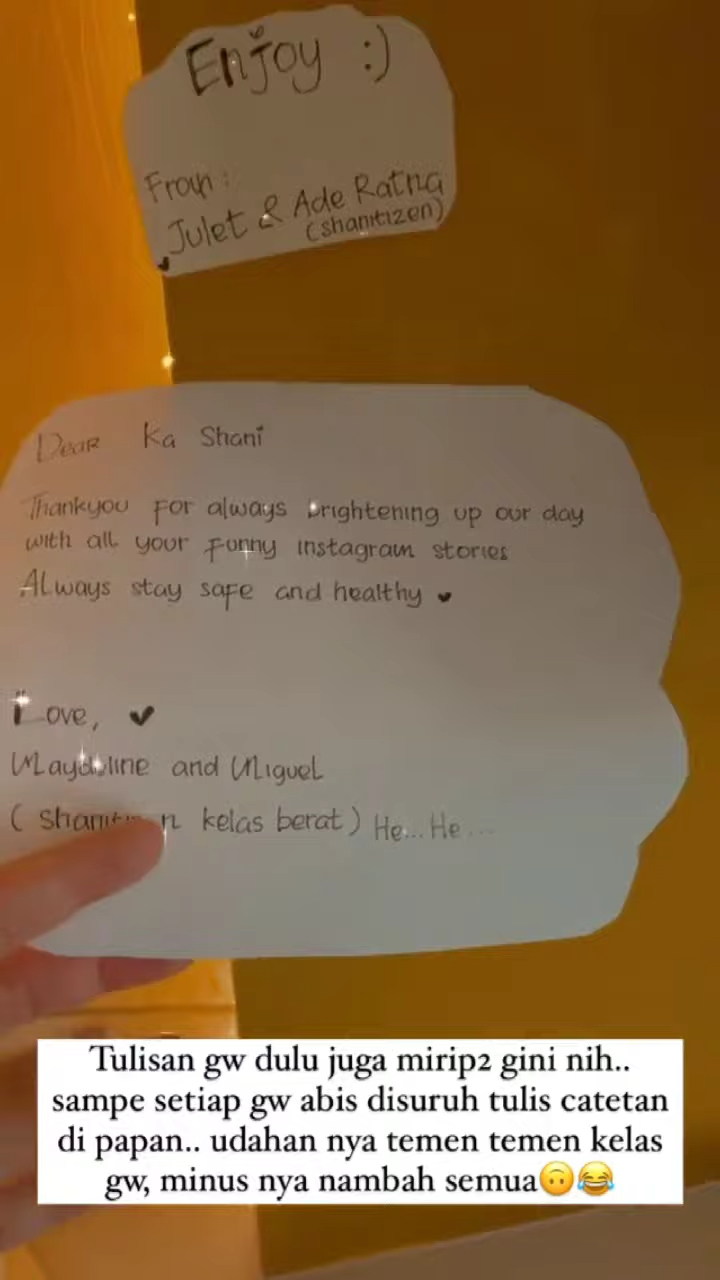 Enjoy :)
From :
Julet & Ade Ratna
(shanitizen)
Dear Ka Shani
Thankyou For always brightening up our day
with all your Funny instagram stories
ALways stay safe and healthy
Love,
and Miguel
( kelas berat) He... He ...
Tulisan gw dulu juga mirip2 gini nih..
sampe setiap gw abis disuruh tulis catetan
di papan.. udahan nya temen temen kelas
gw, minus nya nambah semua🙃😂